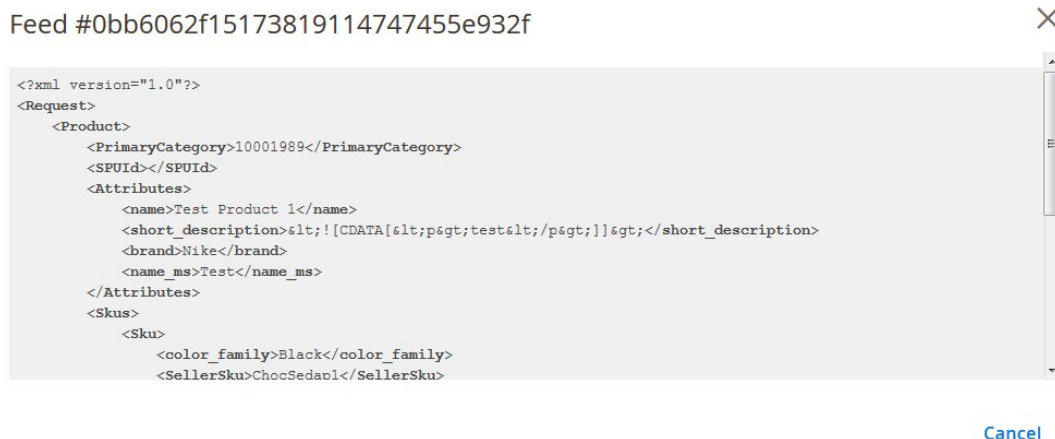 Feed #0bb6062f15173819114747455e932f
<?xml version="1.0"?>
<Request>
<Product>
<PrimaryCategory>10001989</PrimaryCategory>
<SPUId></SPUId>
<Attributes>
<name>Test Product 1</name>
<short_description>&lt;![CDATA[&lt;p&gt;test&lt;/p&gt;]]&gt;</short_description>
<brand>Nike</brand>
<name_ms>Test</name_ms>
</Attributes>
<Skus>
<Sku>
<color_family>Black</color_family>
<SellerSku>ChocSedap1</SellerSku>
Cancel